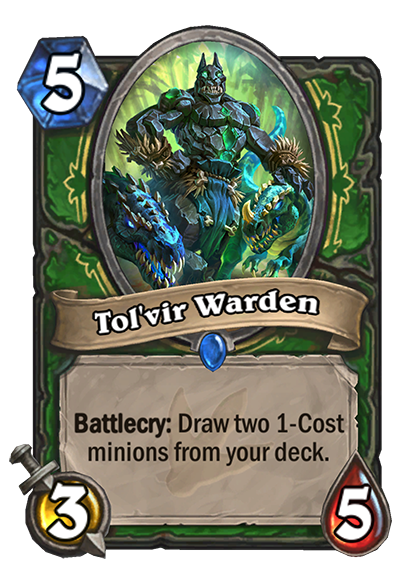 5
Tol'vir Warden
Battlecry: Draw two 1-Cost
minions from your deck.
3
5